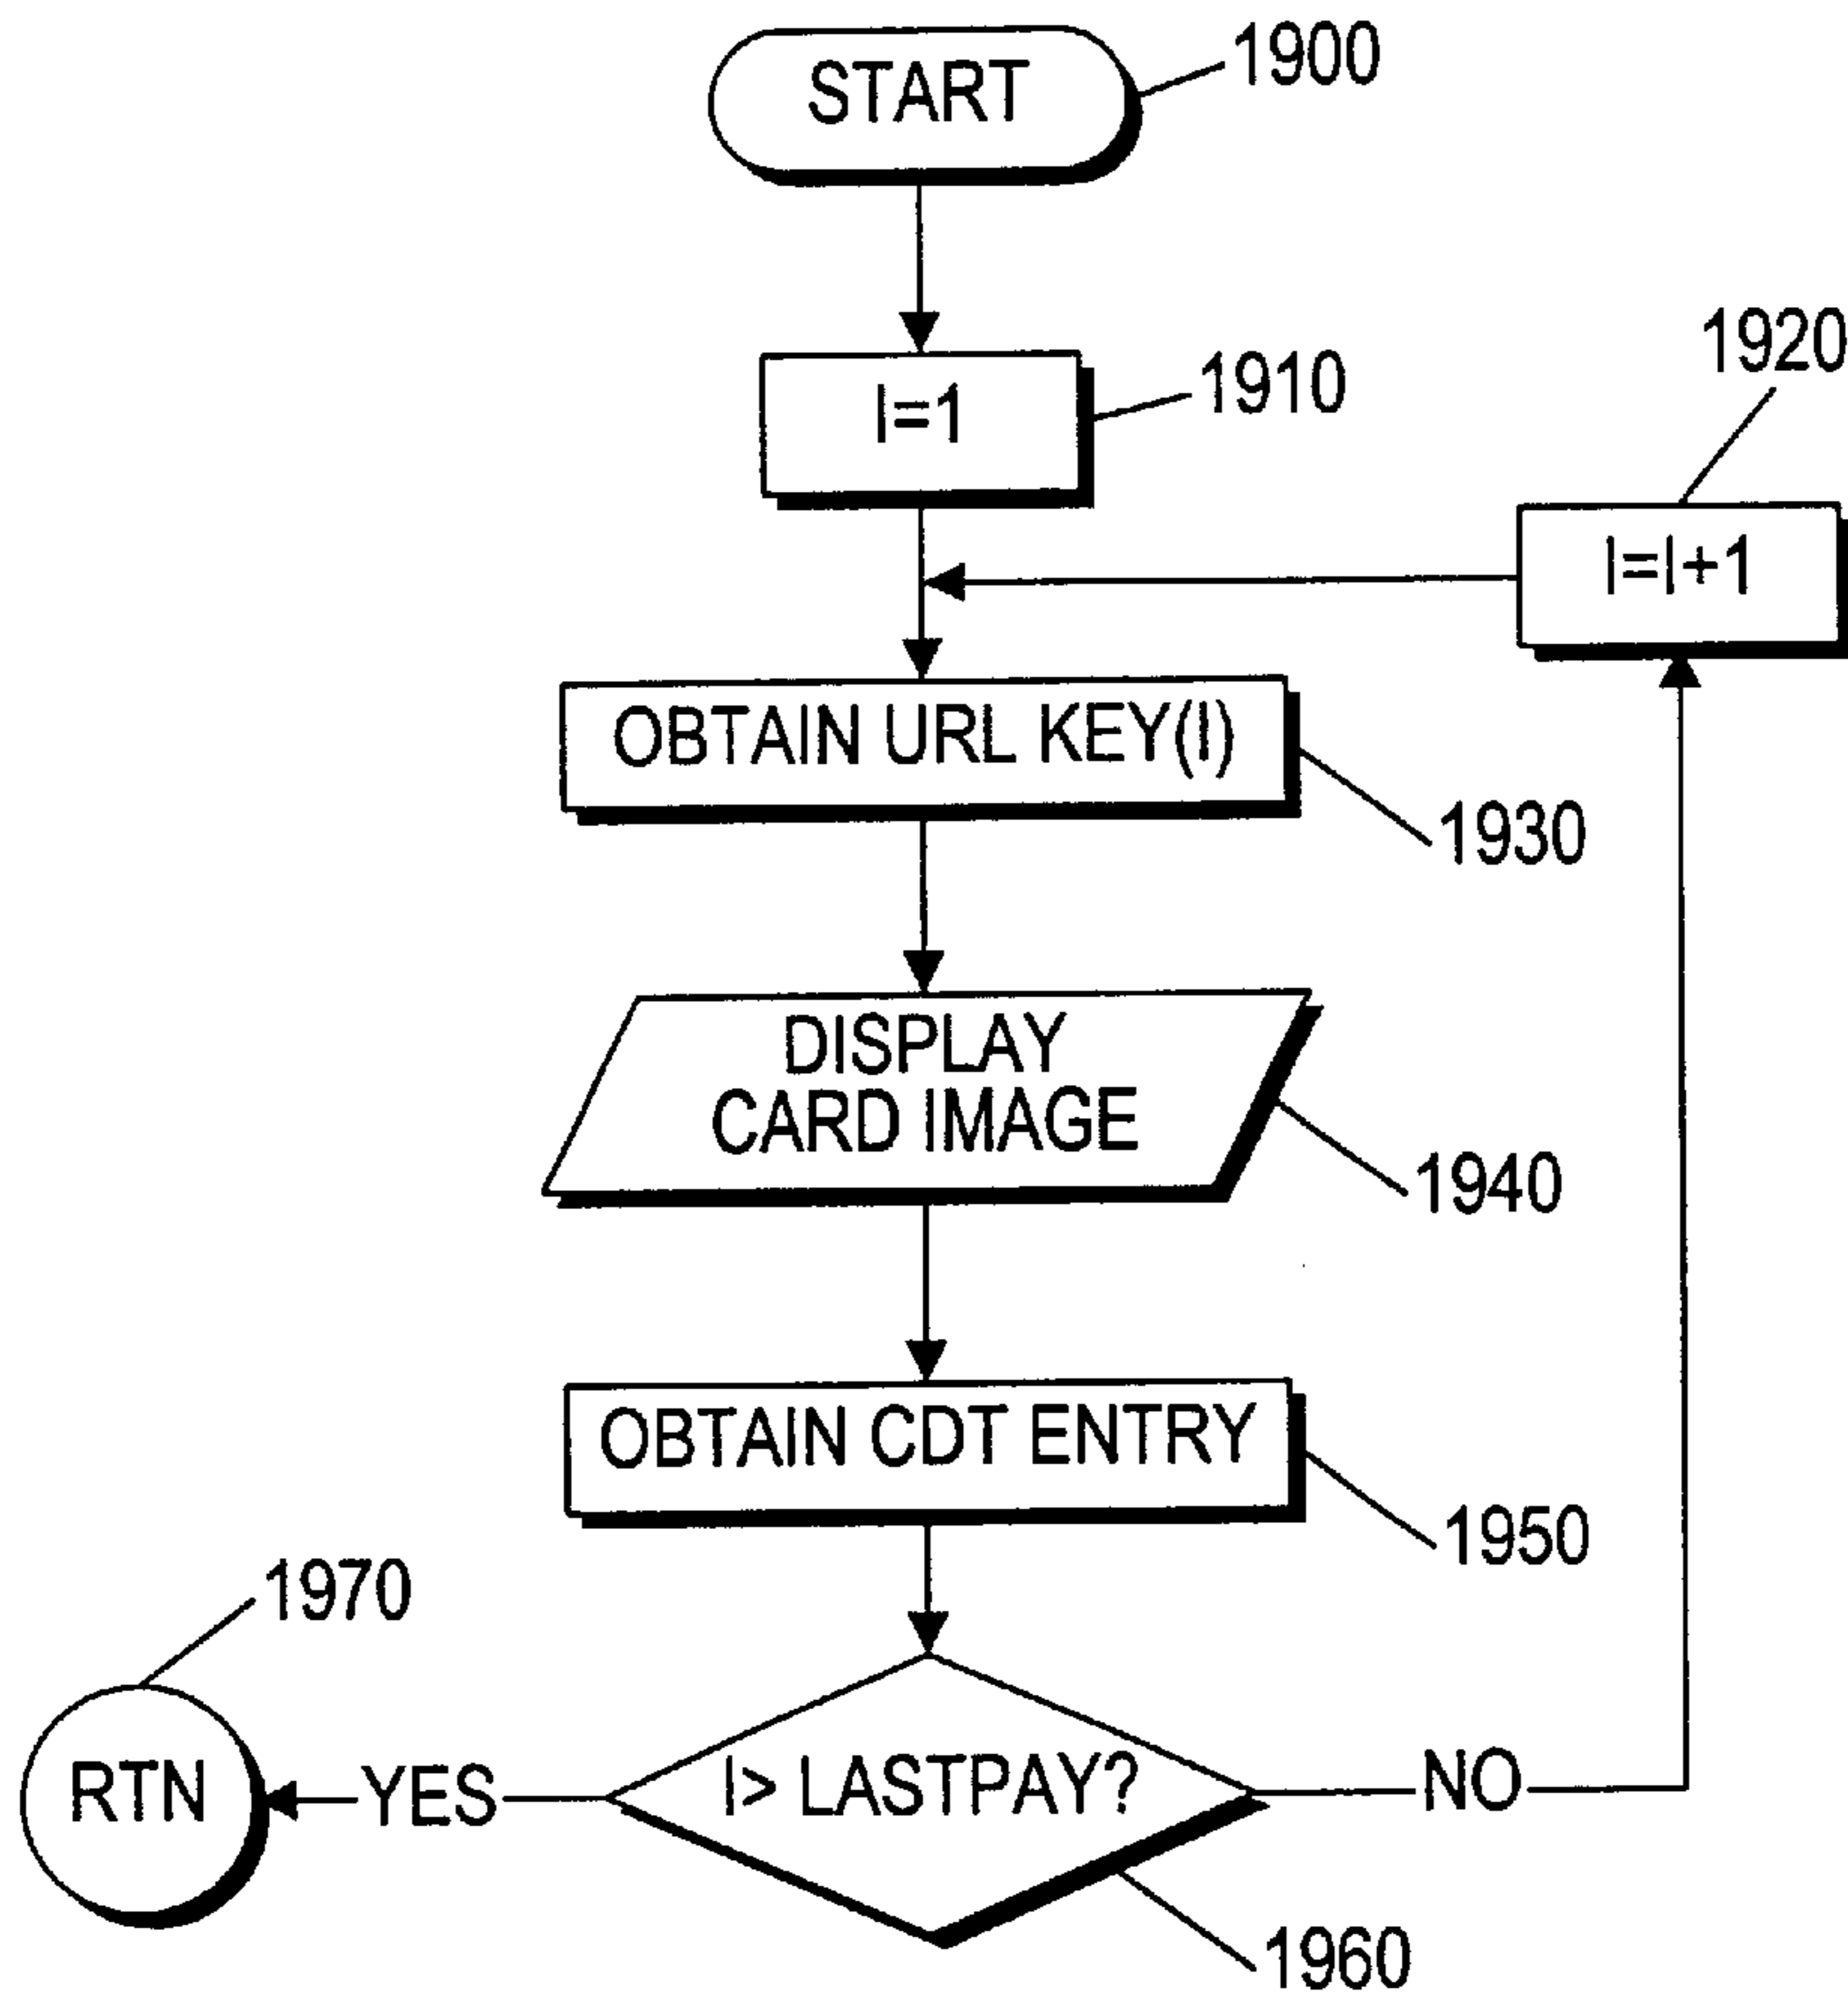 START
1900
I=1
1910
1920
I=I+1
OBTAIN URL KEY(I)
1930
DISPLAY
CARD IMAGE
1940
OBTAIN CDT ENTRY
1950
1970
RTN
YES
I> LASTPAY?
NO
1960